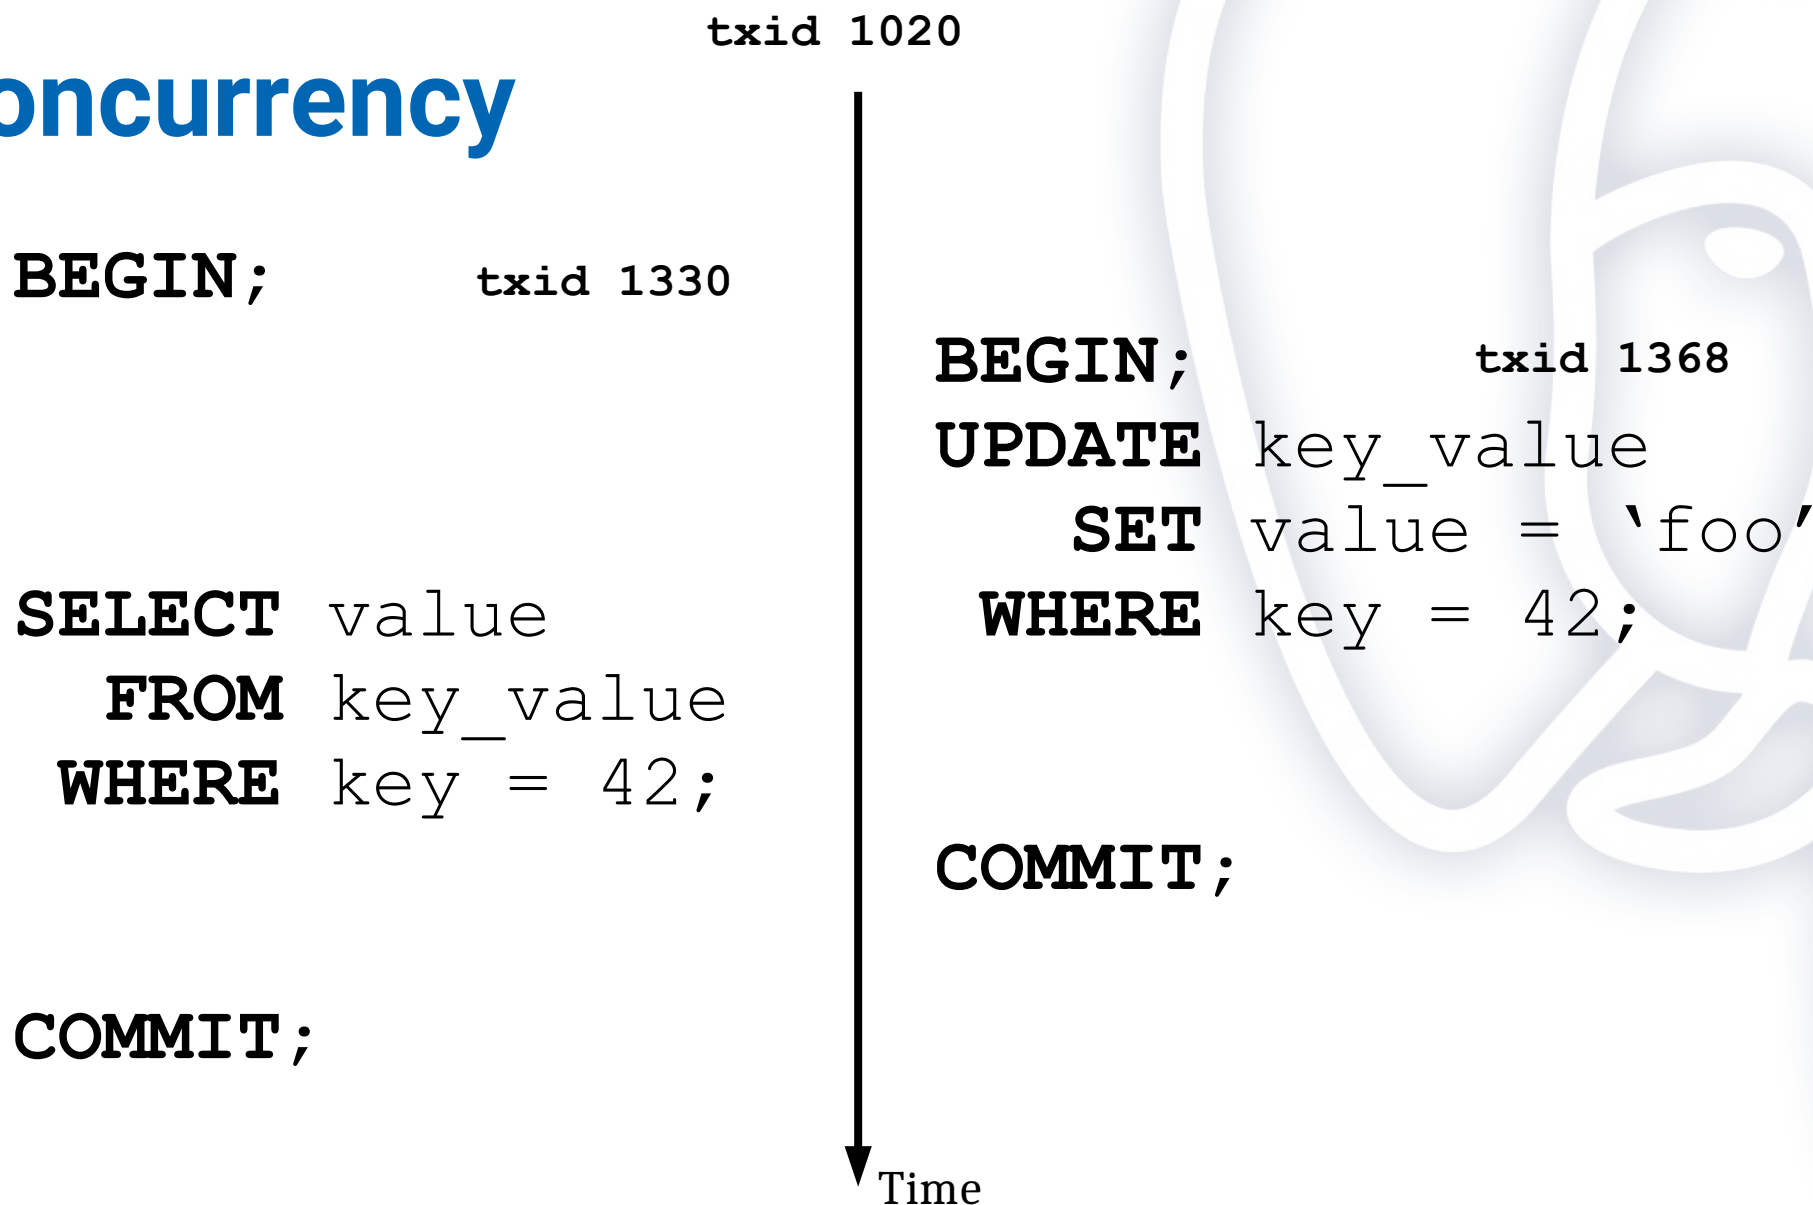 txid 1020
oncurrency
BEGIN; txid 1330
BEGIN; txid 1368
UPDATE key_value
SET value = ‘foo’
WHERE key = 42;
SELECT value
FROM key_value
WHERE key = 42;
COMMIT;
COMMIT;
Time